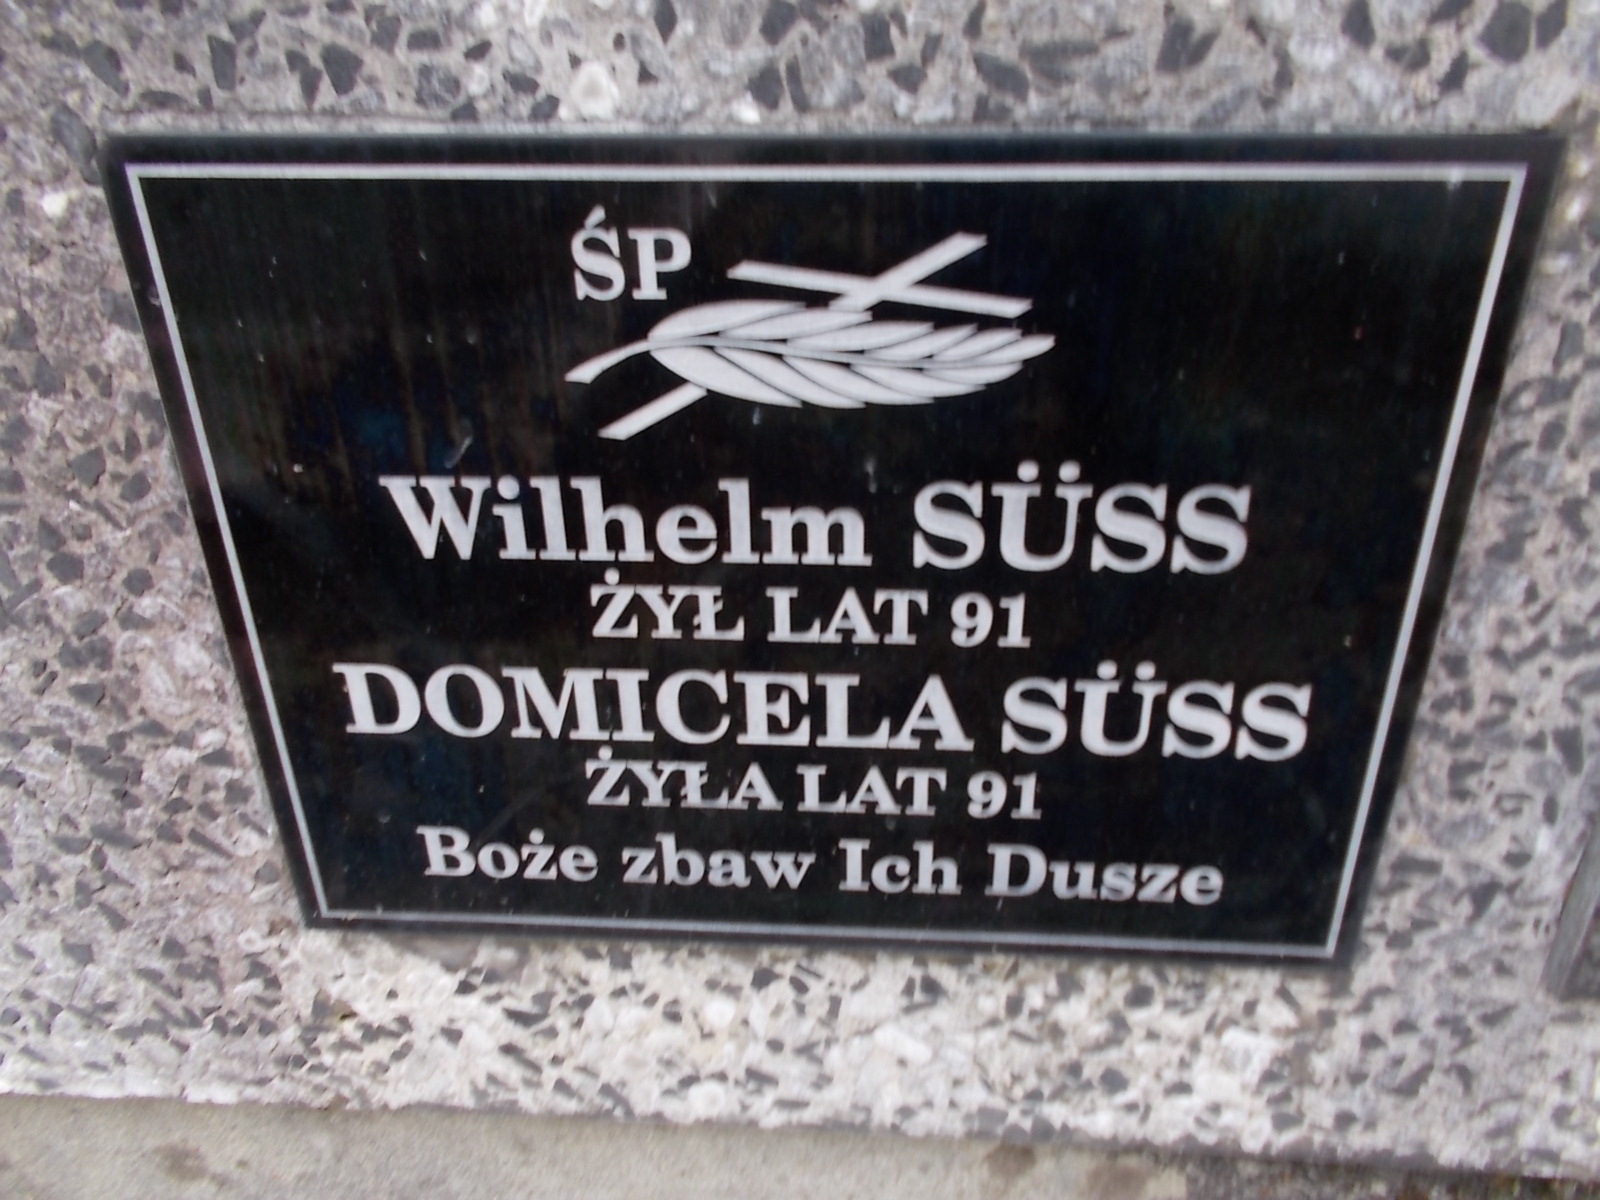 ŚP
Wilhelm SÜSS
ŻYŁ LAT 91
DOMICELA SÜSS
ŻYŁA LAT 91
Boże zbaw Ich Dusze